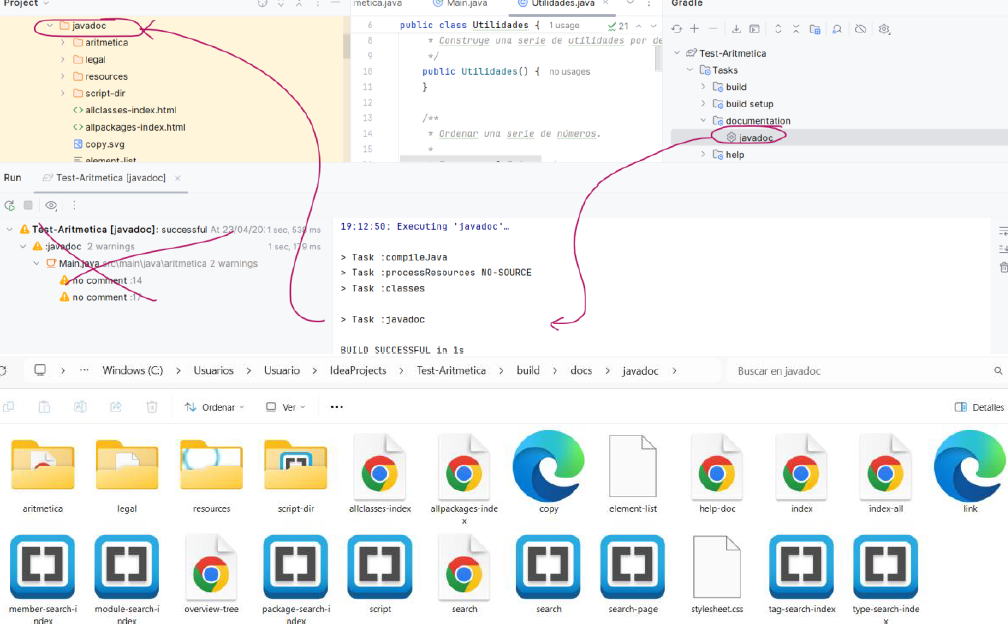 Project
javadoc
aritmetica
legal
resources
script-dir
allclasses-index.html
allpackages-index.html
copy.svg
element-list
metica.java
Main.java
Utilidades.java
6 public class Utilidades { 1 usage
21
8 * Construye una serie de utilidades por de
9 */
10 public Utilidades() { no usages
11 }
12
13 /**
14 * Ordenar una serie de números.
15 *
Gradle
Test-Aritmetica
Tasks
build
build setup
documentation
javadoc
help
Run
Test-Aritmetica [javadoc]
Test-Aritmetica [javadoc]: successful At 23/04/20 1 sec, 538 ms
:javadoc 2 warnings 1 sec, 179 ms
Main.java src\main\java\aritmetica 2 warnings
no comment :14
no comment :17
19:12:50: Executing 'javadoc'…
> Task :compileJava
> Task :processResources NO-SOURCE
> Task :classes
> Task :javadoc
BUILD SUCCESSFUL in 1s
Windows (C:) > Usuarios > Usuario > IdeaProjects > Test-Aritmetica > build > docs > javadoc >
Buscar en javadoc
Ordenar
Ver
Detalles
aritmetica
legal
resources
script-dir
allclasses-index
allpackages-index
copy
element-list
help-doc
index
index-all
link
member-search-index
module-search-index
overview-tree
package-search-index
script
search
search
search-page
stylesheet.css
tag-search-index
type-search-index